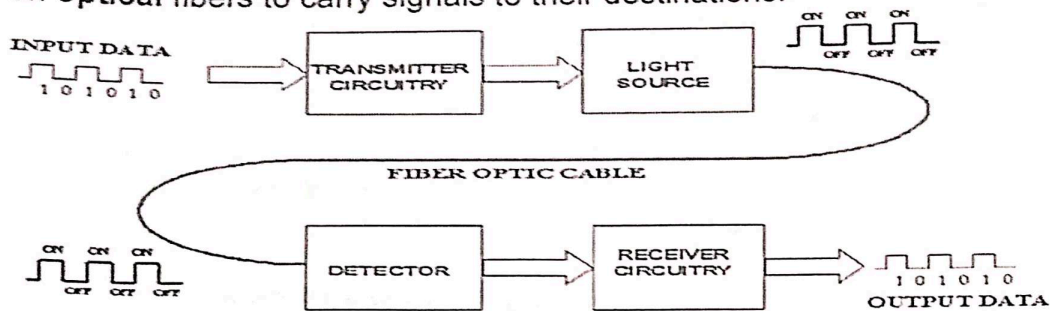 optical fibers to carry signals to their destinations.
ON ON ON
OFF OFF OFF
INPUT DATA
1 0 1 0 1 0
TRANSMITTER
CIRCUITRY
LIGHT
SOURCE
FIBER OPTIC CABLE
ON ON ON
OFF OFF OFF
DETECTOR
RECEIVER
CIRCUITRY
1 0 1 0 1 0
OUTPUT DATA